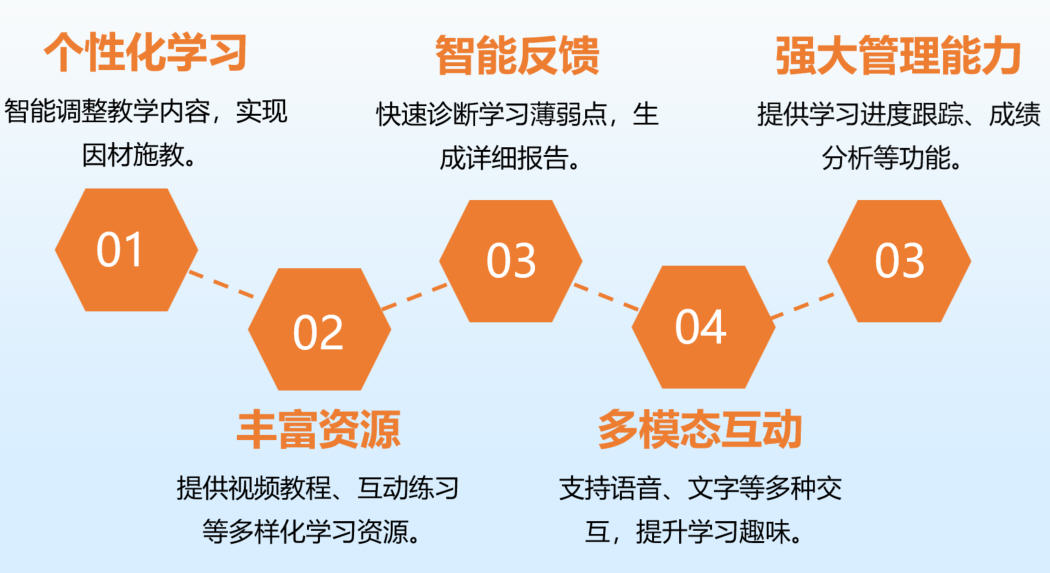 个性化学习
智能调整教学内容，实现
因材施教。
01
丰富资源
提供视频教程、互动练习
等多样化学习资源。
02
智能反馈
快速诊断学习薄弱点，生
成详细报告。
03
多模态互动
支持语音、文字等多种交
互，提升学习趣味。
04
强大管理能力
提供学习进度跟踪、成绩
分析等功能。
03